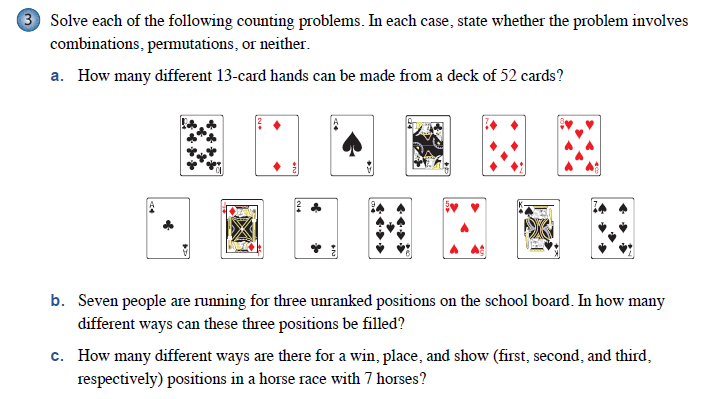 3 Solve each of the following counting problems. In each case, state whether the problem involves
combinations, permutations, or neither.
a. How many different 13-card hands can be made from a deck of 52 cards?
b. Seven people are running for three unranked positions on the school board. In how many
different ways can these three positions be filled?
c. How many different ways are there for a win, place, and show (first, second, and third,
respectively) positions in a horse race with 7 horses?